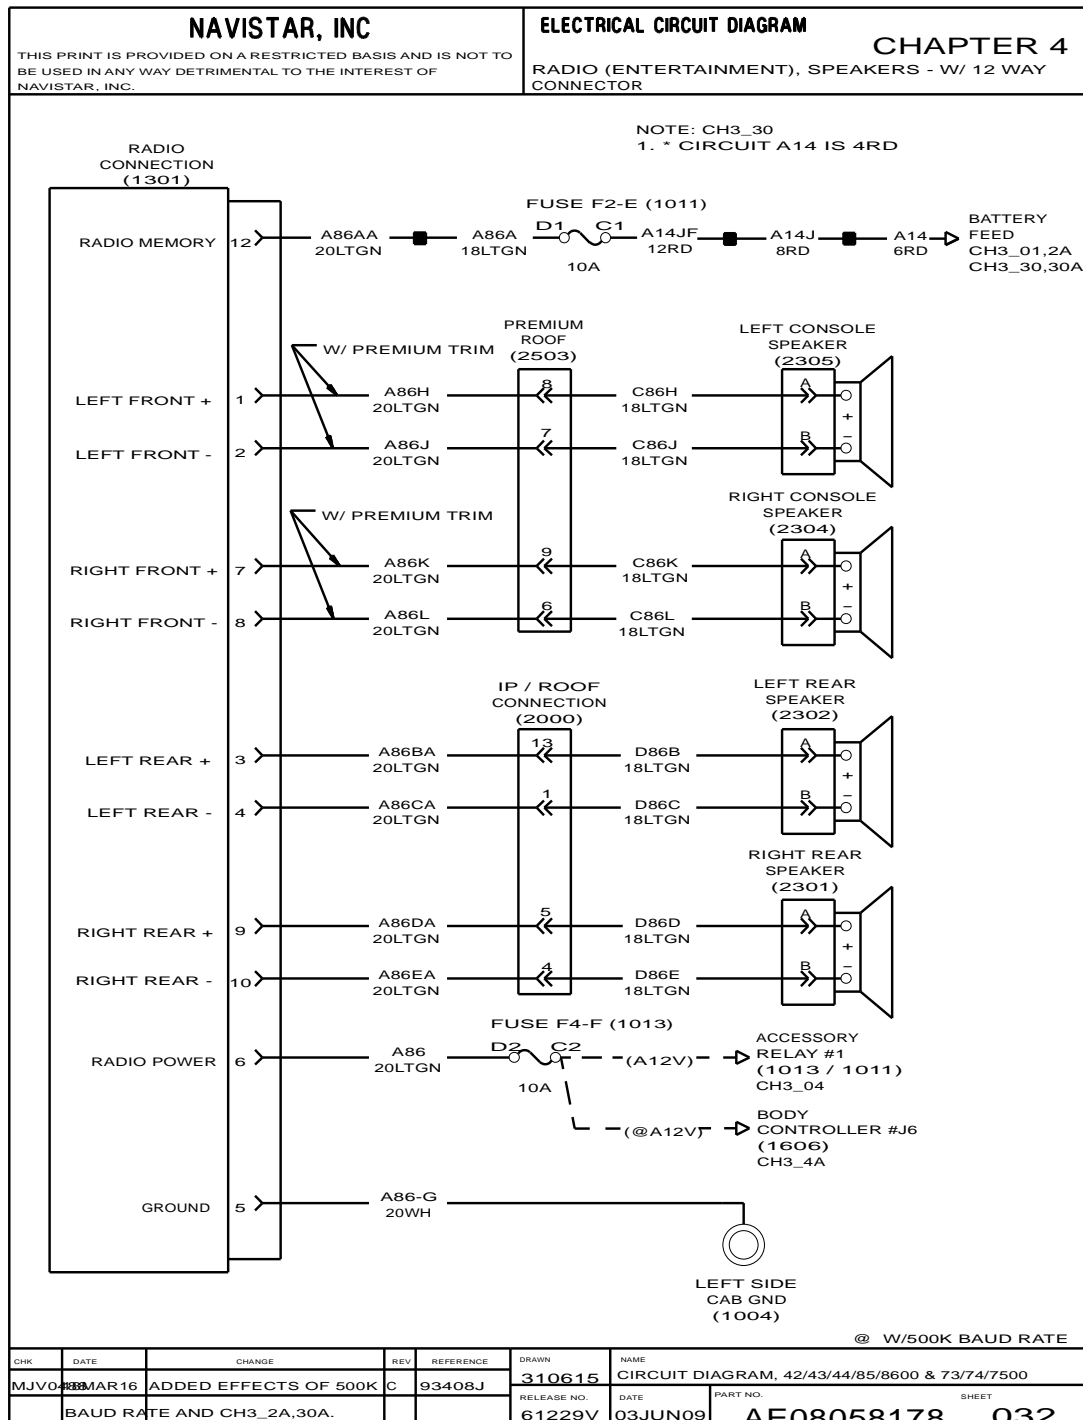 NAVISTAR, INC
THIS PRINT IS PROVIDED ON A RESTRICTED BASIS AND IS NOT TO
BE USED IN ANY WAY DETRIMENTAL TO THE INTEREST OF
NAVISTAR, INC.
ELECTRICAL CIRCUIT DIAGRAM
CHAPTER 4
RADIO (ENTERTAINMENT), SPEAKERS - W/ 12 WAY
CONNECTOR
NOTE: CH3_30
1. * CIRCUIT A14 IS 4RD
RADIO
CONNECTION
(1301)
FUSE F2-E (1011)
RADIO MEMORY 12
A86AA
20LTGN
A86A
18LTGN
D1 C1
10A
A14JF
12RD
A14J
8RD
A14
6RD
BATTERY
FEED
CH3_01,2A
CH3_30,30A
PREMIUM
ROOF
(2503)
LEFT CONSOLE
SPEAKER
(2305)
W/ PREMIUM TRIM
LEFT FRONT + 1
A86H
20LTGN
8
C86H
18LTGN
A
+
LEFT FRONT - 2
A86J
20LTGN
7
C86J
18LTGN
B
–
RIGHT CONSOLE
SPEAKER
(2304)
W/ PREMIUM TRIM
RIGHT FRONT + 7
A86K
20LTGN
9
C86K
18LTGN
A
+
RIGHT FRONT - 8
A86L
20LTGN
6
C86L
18LTGN
B
–
IP / ROOF
CONNECTION
(2000)
LEFT REAR
SPEAKER
(2302)
LEFT REAR + 3
A86BA
20LTGN
13
D86B
18LTGN
A
+
LEFT REAR - 4
A86CA
20LTGN
1
D86C
18LTGN
B
–
RIGHT REAR
SPEAKER
(2301)
RIGHT REAR + 9
A86DA
20LTGN
5
D86D
18LTGN
A
+
RIGHT REAR - 10
A86EA
20LTGN
4
D86E
18LTGN
B
–
FUSE F4-F (1013)
RADIO POWER 6
A86
20LTGN
D2 C2
10A
(A12V)
ACCESSORY
RELAY #1
(1013 / 1011)
CH3_04
(@A12V)
BODY
CONTROLLER #J6
(1606)
CH3_4A
GROUND 5
A86-G
20WH
LEFT SIDE
CAB GND
(1004)
@ W/500K BAUD RATE
CHK DATE CHANGE REV REFERENCE
ADDED EFFECTS OF 500K C 93408J
BAUD RATE AND CH3_2A,30A.
DRAWN
310615
NAME
CIRCUIT DIAGRAM, 42/43/44/85/8600 & 73/74/7500
RELEASE NO.
61229V
DATE
03JUN09
PART NO.
AE08058178
SHEET
032